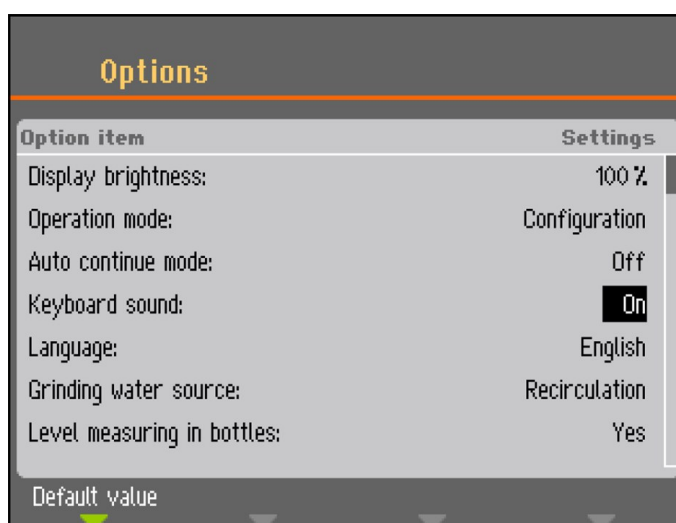 Options
Option item Settings
Display brightness: 100 %
Operation mode: Configuration
Auto continue mode: Off
Keyboard sound: On
Language: English
Grinding water source: Recirculation
Level measuring in bottles: Yes
Default value